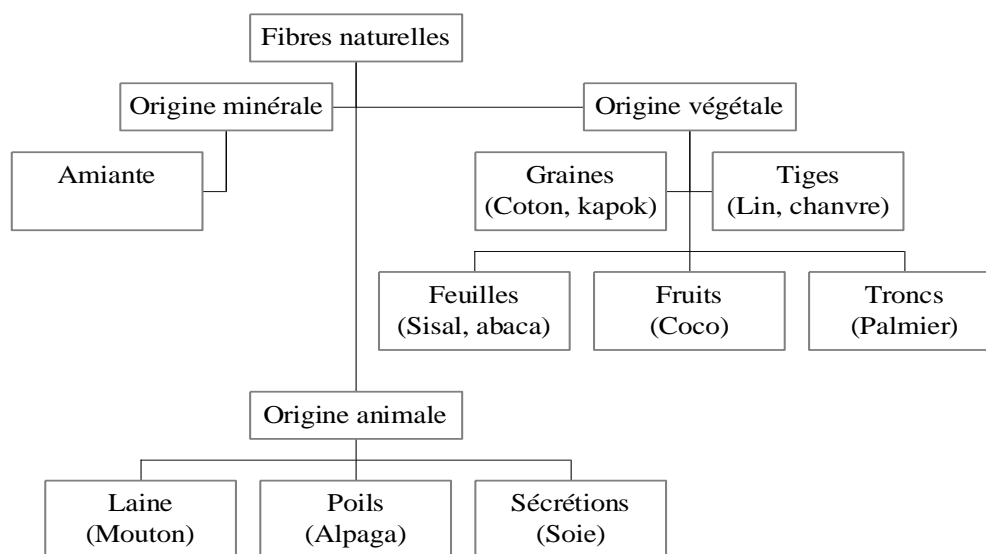 Fibres naturelles
Origine minérale
Origine végétale
Amiante
Graines
(Coton, kapok)
Tiges
(Lin, chanvre)
Feuilles
(Sisal, abaca)
Fruits
(Coco)
Troncs
(Palmier)
Origine animale
Laine
(Mouton)
Poils
(Alpaga)
Sécrétions
(Soie)